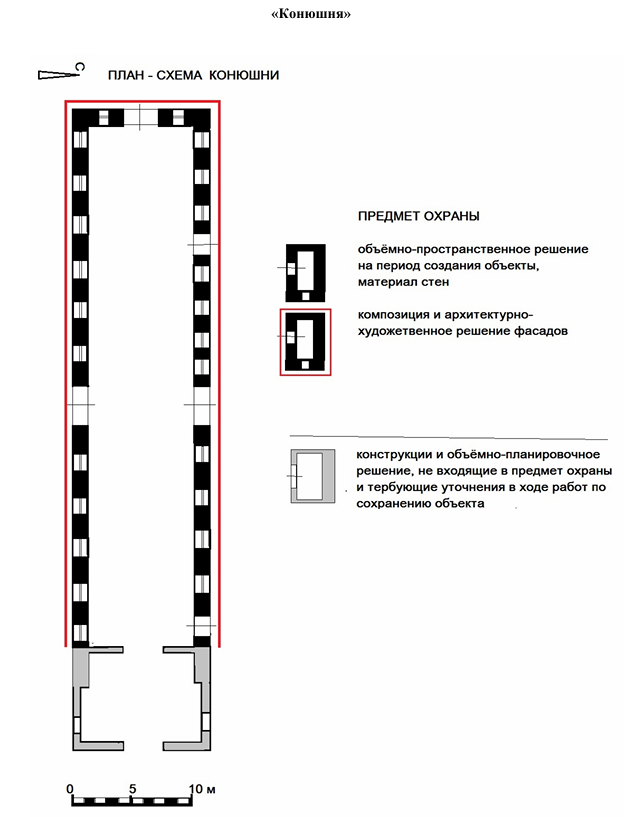 «Конюшня»
С
ПЛАН - СХЕМА КОНЮШНИ
ПРЕДМЕТ ОХРАНЫ
объёмно-пространственное решение
на период создания объекты,
материал стен
композиция и архитектурно-
художетвенное решение фасадов
конструкции и объёмно-планировочное
решение, не входящие в предмет охраны
и тербующие уточнения в ходе работ по
сохранению объекта
0 5 10 м